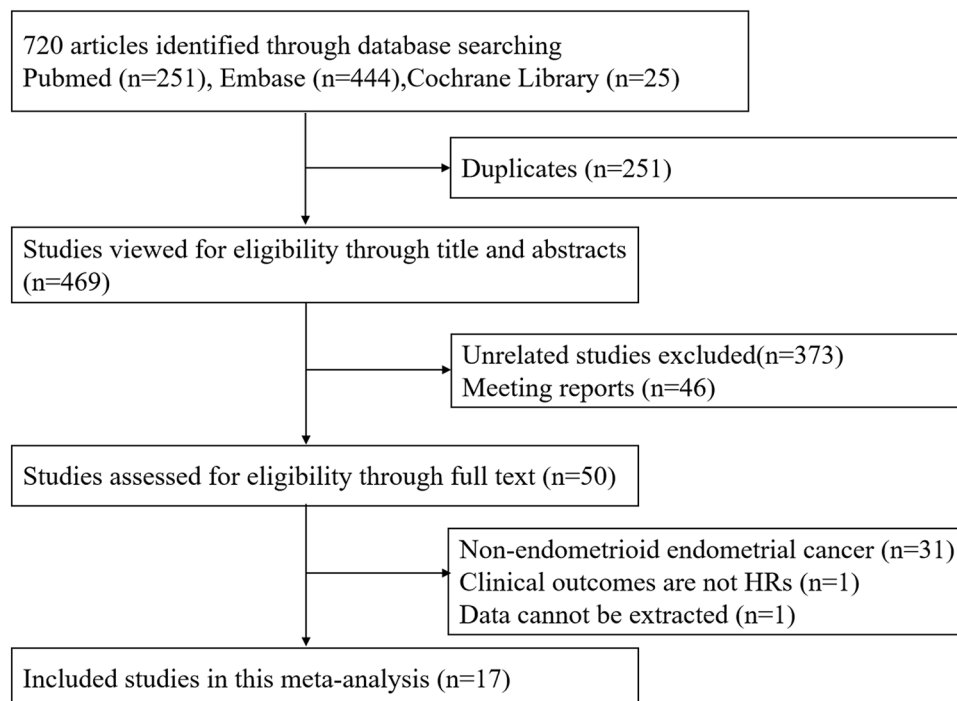 720 articles identified through database searching
Pubmed (n=251), Embase (n=444),Cochrane Library (n=25)
Duplicates (n=251)
Studies viewed for eligibility through title and abstracts
(n=469)
Unrelated studies excluded(n=373)
Meeting reports (n=46)
Studies assessed for eligibility through full text (n=50)
Non-endometrioid endometrial cancer (n=31)
Clinical outcomes are not HRs (n=1)
Data cannot be extracted (n=1)
Included studies in this meta-analysis (n=17)